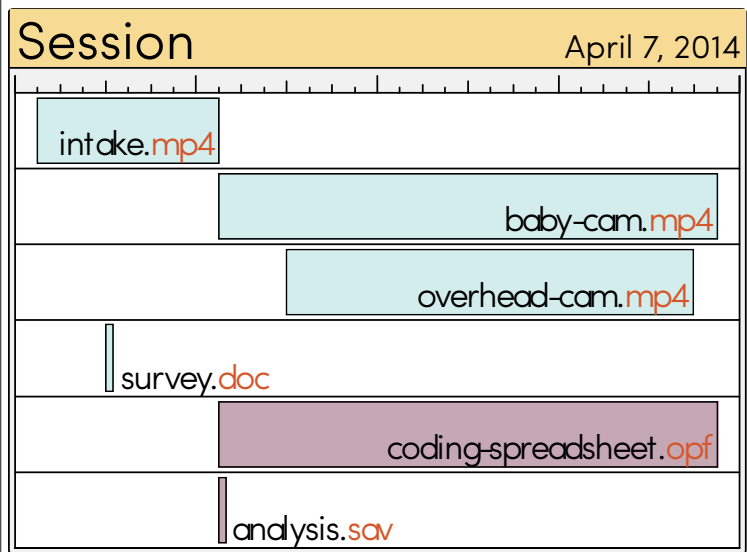 Session
April 7, 2014
intake.mp4
baby-cam.mp4
overhead-cam.mp4
survey.doc
coding-spreadsheet.opf
analysis.sav